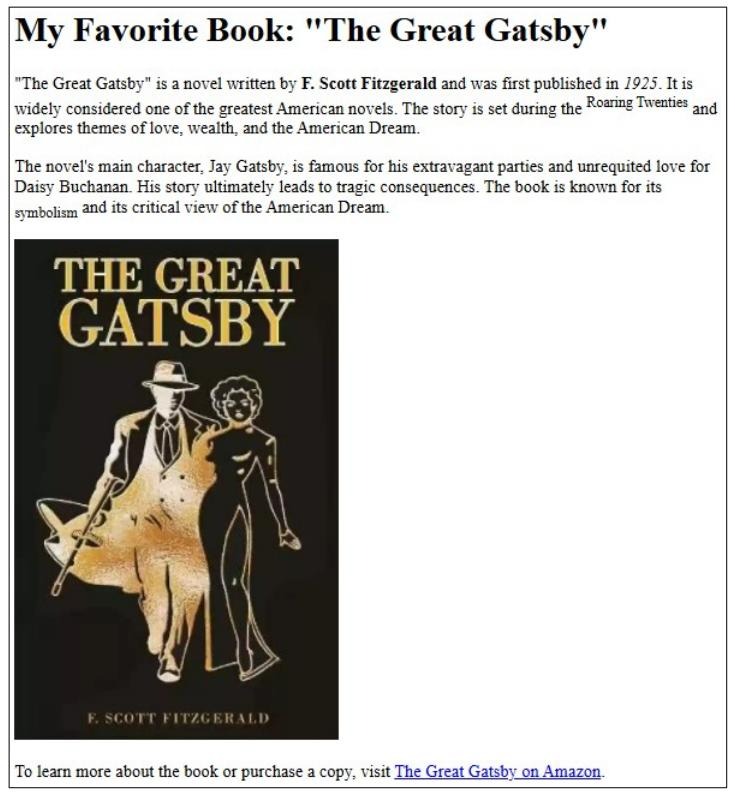 My Favorite Book: "The Great Gatsby"
"The Great Gatsby" is a novel written by F. Scott Fitzgerald and was first published in 1925. It is
widely considered one of the greatest American novels. The story is set during the Roaring Twenties and
explores themes of love, wealth, and the American Dream.
The novel's main character, Jay Gatsby, is famous for his extravagant parties and unrequited love for
Daisy Buchanan. His story ultimately leads to tragic consequences. The book is known for its
symbolism and its critical view of the American Dream.
THE GREAT
GATSBY
F. SCOTT FITZGERALD
To learn more about the book or purchase a copy, visit The Great Gatsby on Amazon.